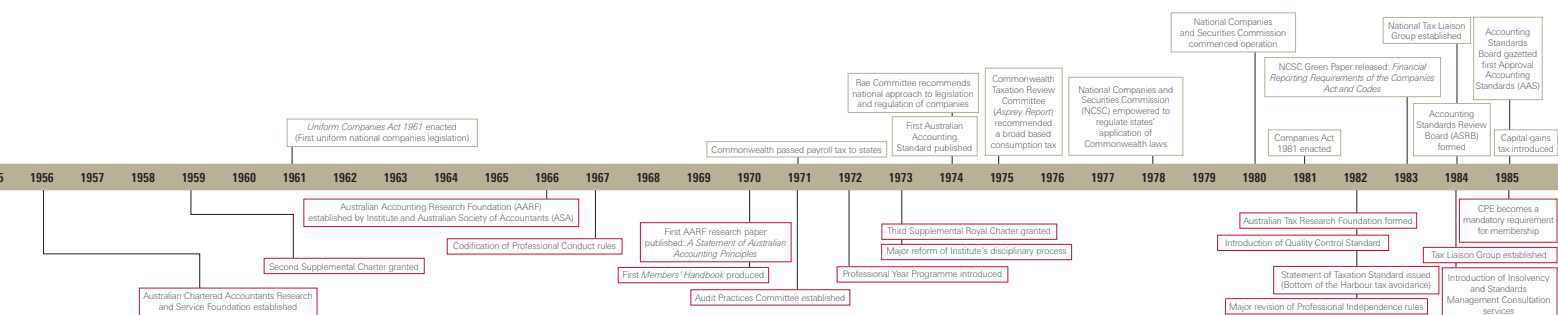 National Companies
and Securities Commission
commenced operation
National Tax Liaison
Group established
Accounting
Standards
Board gazetted
first Approval
Accounting
Standards (AAS)
Rae Committee recommends
national approach to legislation
and regulation of companies
Commonwealth
Taxation Review
Committee
(Asprey Report)
recommended
a broad based
consumption tax
National Companies and
Securities Commission
(NCSC) empowered to
regulate states'
application of
Commonwealth laws
NCSC Green Paper released: Financial
Reporting Requirements of the Companies
Act and Codes
Uniform Companies Act 1961 enacted
(First uniform national companies legislation)
Commonwealth passed payroll tax to states
First Australian
Accounting
Standard published
Companies Act
1981 enacted
Accounting
Standards Review
Board (ASRB)
formed
Capital gains
tax introduced
1956 1957 1958 1959 1960 1961 1962 1963 1964 1965 1966 1967 1968 1969 1970 1971 1972 1973 1974 1975 1976 1977 1978 1979 1980 1981 1982 1983 1984 1985
Australian Accounting Research Foundation (AARF)
established by Institute and Australian Society of Accountants (ASA)
Codification of Professional Conduct rules
Second Supplemental Charter granted
Australian Chartered Accountants Research
and Service Foundation established
First AARF research paper
published: A Statement of Australian
Accounting Principles
First Members' Handbook produced
Audit Practices Committee established
Third Supplemental Royal Charter granted
Major reform of Institute's disciplinary process
Professional Year Programme introduced
Australian Tax Research Foundation formed
Introduction of Quality Control Standard
Statement of Taxation Standard issued
(Bottom of the Harbour tax avoidance)
Major revision of Professional Independence rules
CPE becomes a
mandatory requirement
for membership
Tax Liaison Group established
Introduction of Insolvency
and Standards
Management Consultation
services